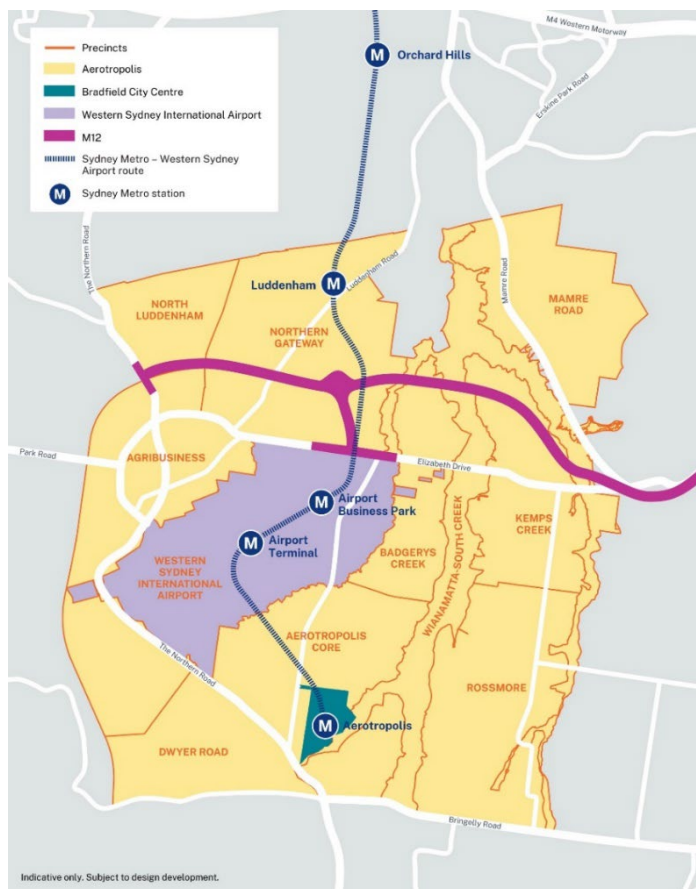 Precincts
Aerotropolis
Bradfield City Centre
Western Sydney International Airport
M12
Sydney Metro – Western Sydney
Airport route
M
Sydney Metro station
M4 Western Motorway
M
Orchard Hills
Erskine Park Road
The Northern Road
Mamre Road
Luddenham
M
Luddenham Road
NORTH
LUDDENHAM
NORTHERN
GATEWAY
MAMRE
ROAD
Park Road
AGRIBUSINESS
Elizabeth Drive
M
Airport
Business Park
KEMPS
CREEK
M
Airport
Terminal
BADGERYS
CREEK
WESTERN
SYDNEY
INTERNATIONAL
AIRPORT
WIANAMATTA-SOUTH CREEK
AEROTROPOLIS
CORE
The Northern Road
ROSSMORE
M
Aerotropolis
DWYER ROAD
Bringelly Road
Indicative only. Subject to design development.